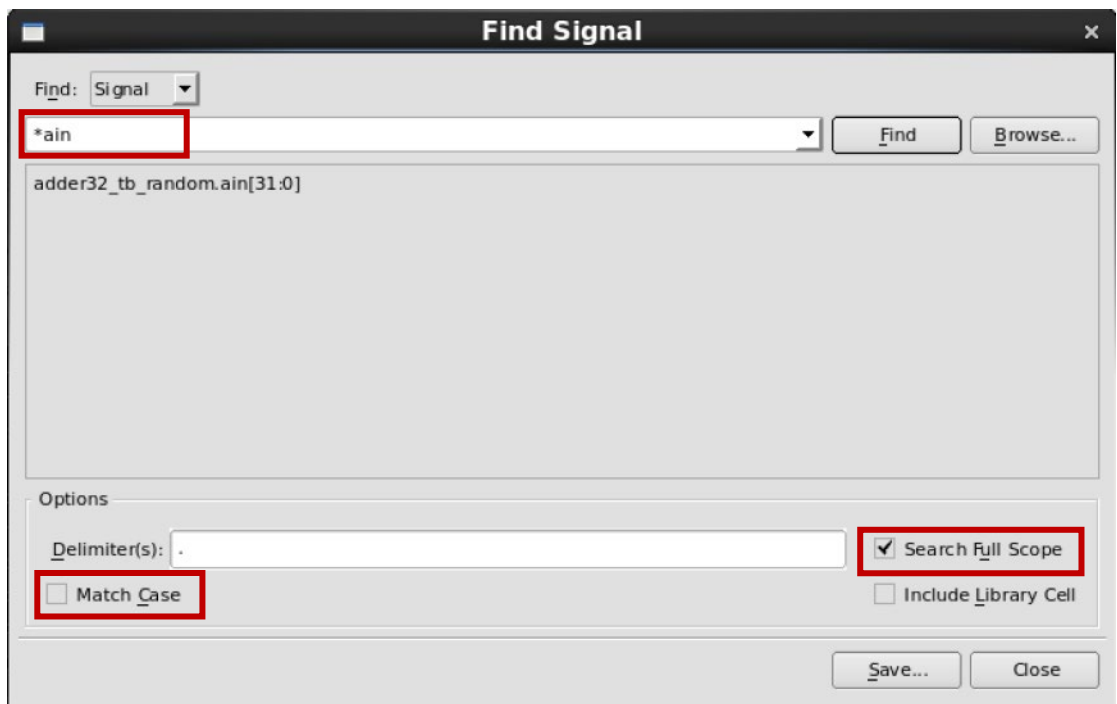 Find Signal
Find: Signal
*ain Find Browse...
adder32_tb_random.ain[31:0]
Options
Delimiter(s): . Search Full Scope
Match Case Include Library Cell
Save... Close